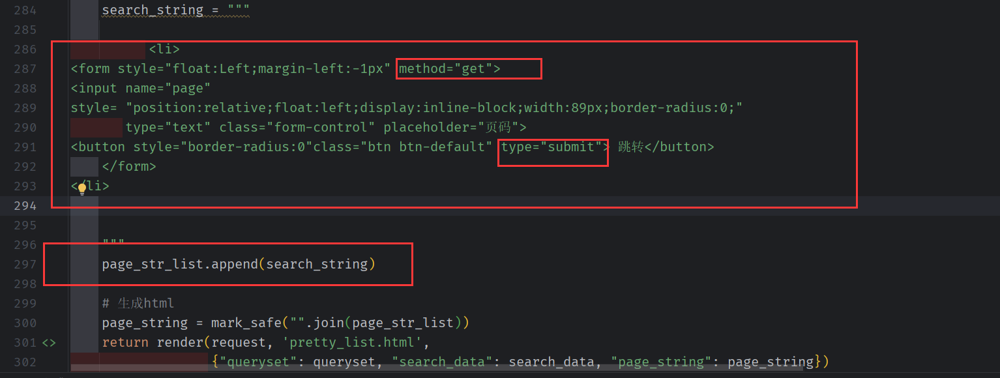 284 search_string = """
285
286 <li>
287 <form style="float:Left;margin-left:-1px" method="get">
288 <input name="page"
289 style= "position:relative;float:left;display:inline-block;width:89px;border-radius:0;"
290 type="text" class="form-control" placeholder="页码">
291 <button style="border-radius:0"class="btn btn-default" type="submit"> 跳转</button>
292 </form>
293 </li>
294
295
296 """
297 page_str_list.append(search_string)
298
299 # 生成html
300 page_string = mark_safe("".join(page_str_list))
301 <> return render(request, 'pretty_list.html',
302 {"queryset": queryset, "search_data": search_data, "page_string": page_string})